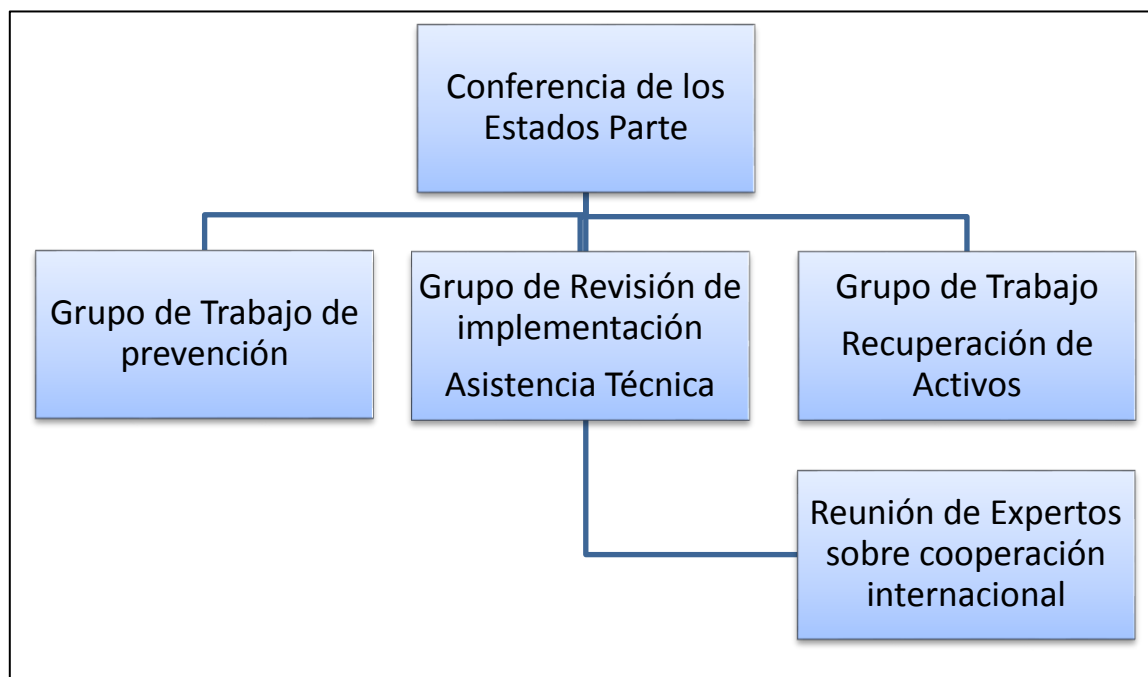 Conferencia de los
Estados Parte
Grupo de Trabajo de
prevención
Grupo de Revisión de
implementación
Asistencia Técnica
Grupo de Trabajo
Recuperación de
Activos
Reunión de Expertos
sobre cooperación
internacional